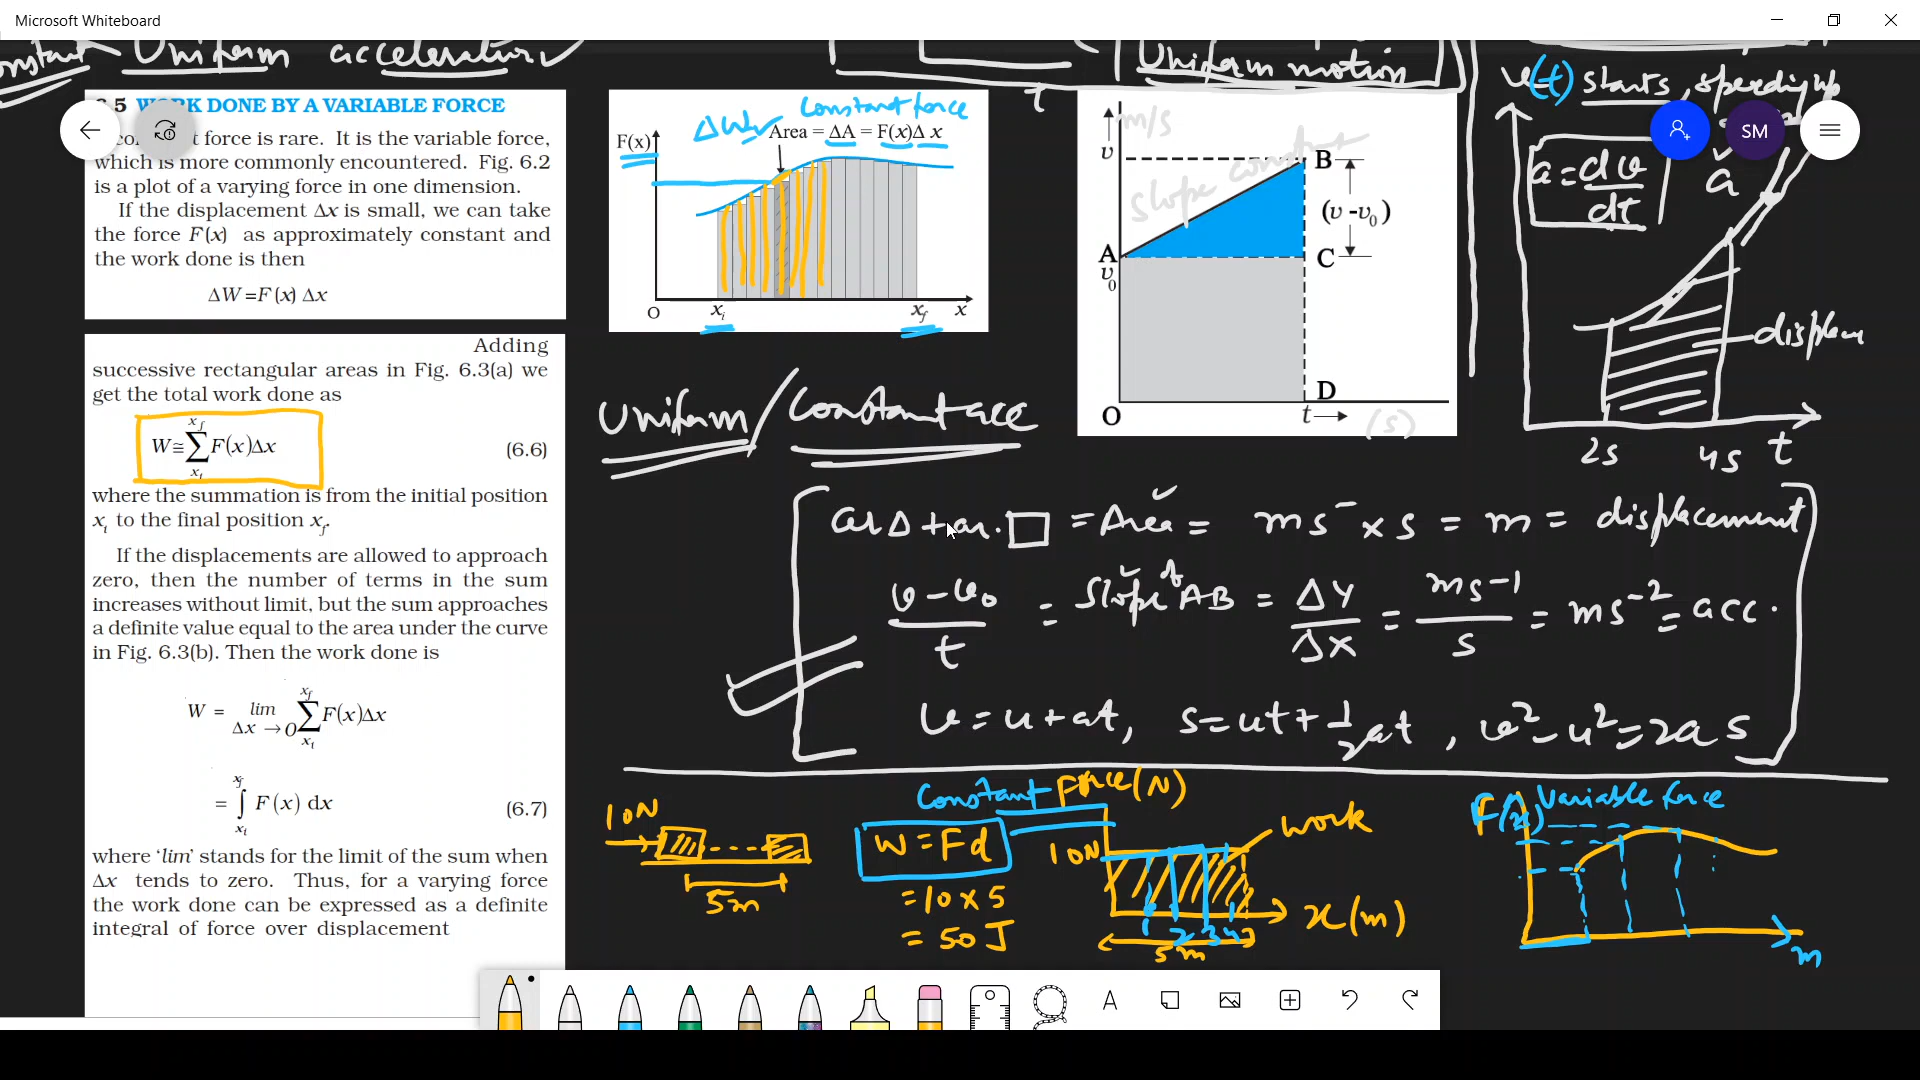 Microsoft Whiteboard
Uniform acceleration
Uniform motion
t
v(t) starts, speeding up
a = dv/dt
a
displacem
2s
4s
t
.5 WORK DONE BY A VARIABLE FORCE
t force is rare. It is the variable force,
which is more commonly encountered. Fig. 6.2
is a plot of a varying force in one dimension.
If the displacement Δx is small, we can take
the force F(x) as approximately constant and
the work done is then
ΔW =F (x) Δx
Adding
successive rectangular areas in Fig. 6.3(a) we
get the total work done as
W≅∑F(x)Δx (6.6)
where the summation is from the initial position
xi to the final position xf.
If the displacements are allowed to approach
zero, then the number of terms in the sum
increases without limit, but the sum approaches
a definite value equal to the area under the curve
in Fig. 6.3(b). Then the work done is
W = lim Δx → O ∑F(x)Δx
= ∫ F (x) dx (6.7)
where ‘lim’ stands for the limit of the sum when
Δx tends to zero. Thus, for a varying force
the work done can be expressed as a definite
integral of force over displacement
Constant force
ΔW
Area = ΔA = F(x)Δ x
F(x)
O xi xf x
m/s
slope constant
v
B
(v -v0)
A
v0
C
D
O t (s)
SM
Uniform / Constant acc
ar Δ + ar. □ = Area = ms⁻ x s = m = displacement
v - v0 / t = Slope of AB = ΔY / ΔX = ms-1 / s = ms-2 = acc.
v = u + at, s = ut + 1/2 at, v² - u² = 2as
10N
5m
Constant Force (N)
W = Fd
= 10 x 5
= 50 J
10N
work
x (m)
1 2 3 4
5m
F(x) Variable force
m
A